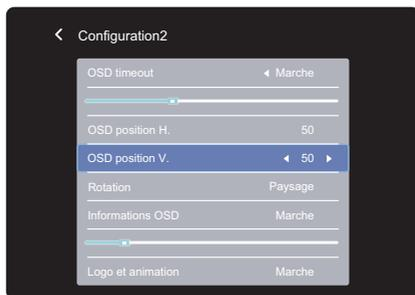 Configuration2
OSD timeout Marche
OSD position H. 50
OSD position V. 50
Rotation Paysage
Informations OSD Marche
Logo et animation Marche